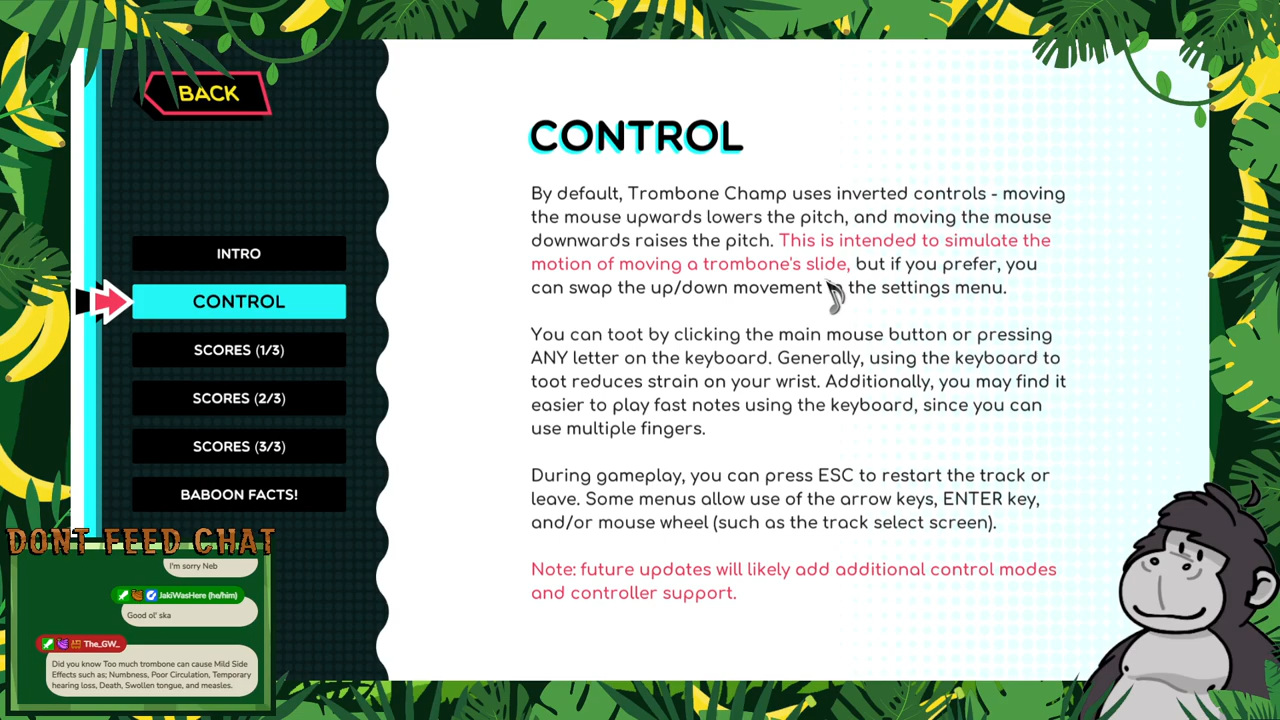 BACK
INTRO
CONTROL
SCORES (1/3)
SCORES (2/3)
SCORES (3/3)
BABOON FACTS!
CONTROL
By default, Trombone Champ uses inverted controls - moving
the mouse upwards lowers the pitch, and moving the mouse
downwards raises the pitch. This is intended to simulate the
motion of moving a trombone's slide, but if you prefer, you
can swap the up/down movement the settings menu.
You can toot by clicking the main mouse button or pressing
ANY letter on the keyboard. Generally, using the keyboard to
toot reduces strain on your wrist. Additionally, you may find it
easier to play fast notes using the keyboard, since you can
use multiple fingers.
During gameplay, you can press ESC to restart the track or
leave. Some menus allow use of the arrow keys, ENTER key,
and/or mouse wheel (such as the track select screen).
Note: future updates will likely add additional control modes
and controller support.
DONT FEED CHAT
I'm sorry Neb
JakiWasHere (he/him)
Good ol' ska
The_GW_
Did you know Too much trombone can cause Mild Side
Effects such as; Numbness, Poor Circulation, Temporary
hearing loss, Death, Swollen tongue, and measles.